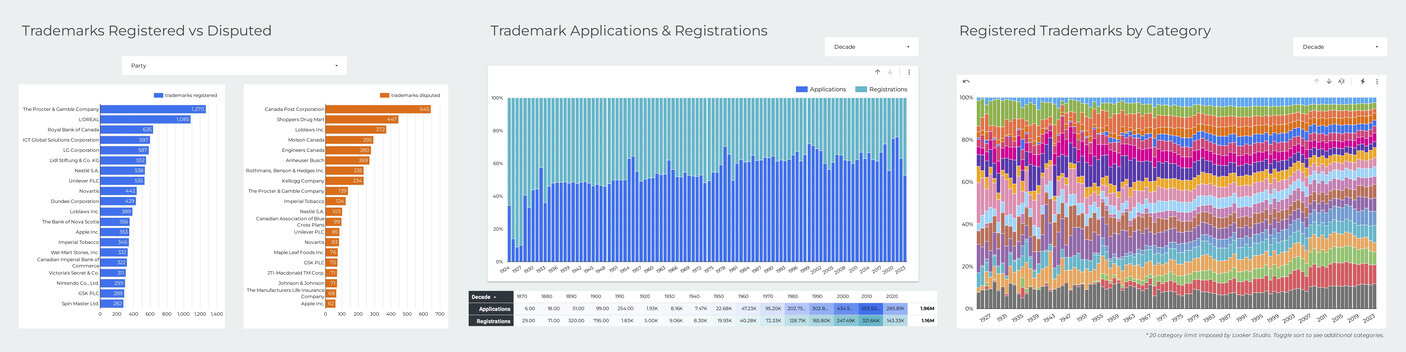 Trademarks Registered vs Disputed
Party
trademarks registered
The Procter & Gamble Company 1,270
L'OREAL 1,085
Royal Bank of Canada 635
IGT Global Solutions Corporation 597
LG Corporation 587
Lidl Stiftung & Co. KG 552
Nestle S.A. 538
Unilever PLC 535
Novartis 442
Dundee Corporation 429
Loblaws Inc. 389
The Bank of Nova Scotia 356
Apple Inc. 353
Imperial Tobacco 346
Wal-Mart Stores, Inc. 332
Canadian Imperial Bank of
Commerce 322
Victoria's Secret & Co. 311
Nintendo Co., Ltd 299
GSK PLC 288
Spin Master Ltd. 282
0 200 400 600 800 1,000 1,200 1,400
trademarks disputed
Canada Post Corporation 645
Shoppers Drug Mart 447
Loblaws Inc. 372
Molson Canada 295
Engineers Canada 280
Anheuser Busch 269
Rothmans, Benson & Hedges Inc. 235
Kellogg Company 234
The Procter & Gamble Company 139
Imperial Tobacco 124
Nestle S.A. 103
Canadian Association of Blue
Cross Plans 99
Unilever PLC 85
Novartis 83
Maple Leaf Foods Inc. 76
GSK PLC 75
JTI-Macdonald TM Corp. 71
Johnson & Johnson 71
The Manufacturers Life Insurance
Company 68
Apple Inc. 62
0 100 200 300 400 500 600 700
Trademark Applications & Registrations
Decade
Applications Registrations
100%
80%
60%
40%
20%
0%
1924 1927 1930 1933 1936 1939 1942 1945 1948 1951 1954 1957 1960 1963 1966 1969 1972 1975 1978 1981 1984 1987 1990 1993 1996 1999 2002 2005 2008 2011 2014 2017 2020 2023
Decade 1870 1880 1890 1900 1910 1920 1930 1940 1950 1960 1970 1980 1990 2000 2010 2020
Applications 6.00 18.00 51.00 99.00 254.00 1.93K 8.16K 7.47K 22.68K 47.23K 95.20K 202.75... 302.8... 434.5... 285.81K 1.96M
Registrations 29.00 71.00 320.00 795.00 1.83K 5.00K 9.06K 8.30K 19.93K 40.28K 72.33K 128.71K 165.80K 247.49K 321.64K 143.33K 1.16M
Registered Trademarks by Category
Decade
100%
80%
60%
40%
20%
0%
1927 1931 1935 1939 1943 1947 1951 1955 1959 1963 1967 1971 1975 1979 1983 1987 1991 1995 1999 2003 2007 2011 2015 2019 2023
* 20 category limit imposed by Looker Studio. Toggle sort to see additional categories.